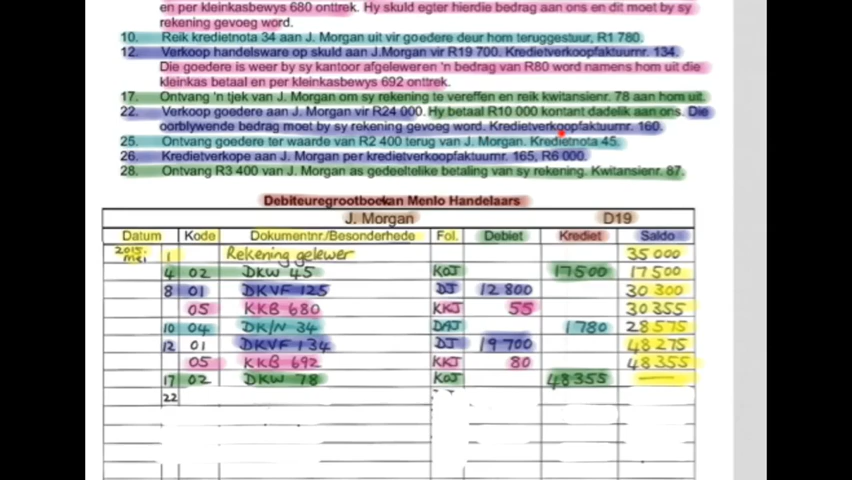 en per kleinkasbewys 680 onttrek. Hy skuld egter hierdie bedrag aan ons en dit moet by sy
rekening gevoeg word.
10. Reik kredietnota 34 aan J. Morgan uit vir goedere deur hom teruggestuur, R1 780.
12. Verkoop handelsware op skuld aan J.Morgan vir R19 700. Kredietverkoopfaktuurnr. 134.
Die goedere is weer by sy kantoor afgelewer en 'n bedrag van R80 word namens hom uit die
kleinkas betaal en per kleinkasbewys 692 onttrek.
17. Ontvang 'n tjek van J. Morgan om sy rekening te vereffen en reik kwitansienr. 78 aan hom uit.
22. Verkoop goedere aan J. Morgan vir R24 000. Hy betaal R10 000 kontant dadelik aan ons. Die
oorblywende bedrag moet by sy rekening gevoeg word. Kredietverkoopfaktuurnr. 160.
25. Ontvang goedere ter waarde van R2 400 terug van J. Morgan. Kredietnota 45.
26. Kredietverkope aan J. Morgan per kredietverkoopfaktuurnr. 165, R6 000.
28. Ontvang R3 400 van J. Morgan as gedeeltelike betaling van sy rekening. Kwitansienr. 87.
Debiteuregrootboek van Menlo Handelaars
J. Morgan D19
Datum Kode Dokumentnr./Besonderhede Fol. Debiet Krediet Saldo
2015. mei 1 Rekening gelewer 35 000
4 02 DKW 45 KOJ 17 500 17 500
8 01 DKVF 125 DJ 12 800 30 300
05 KKB 680 KKJ 55 30 355
10 04 DK/N 34 DAJ 1 780 28 575
12 01 DKVF 134 DJ 19 700 48 275
05 KKB 692 KKJ 80 48 355
17 02 DKW 78 KOJ 48 355 —
22